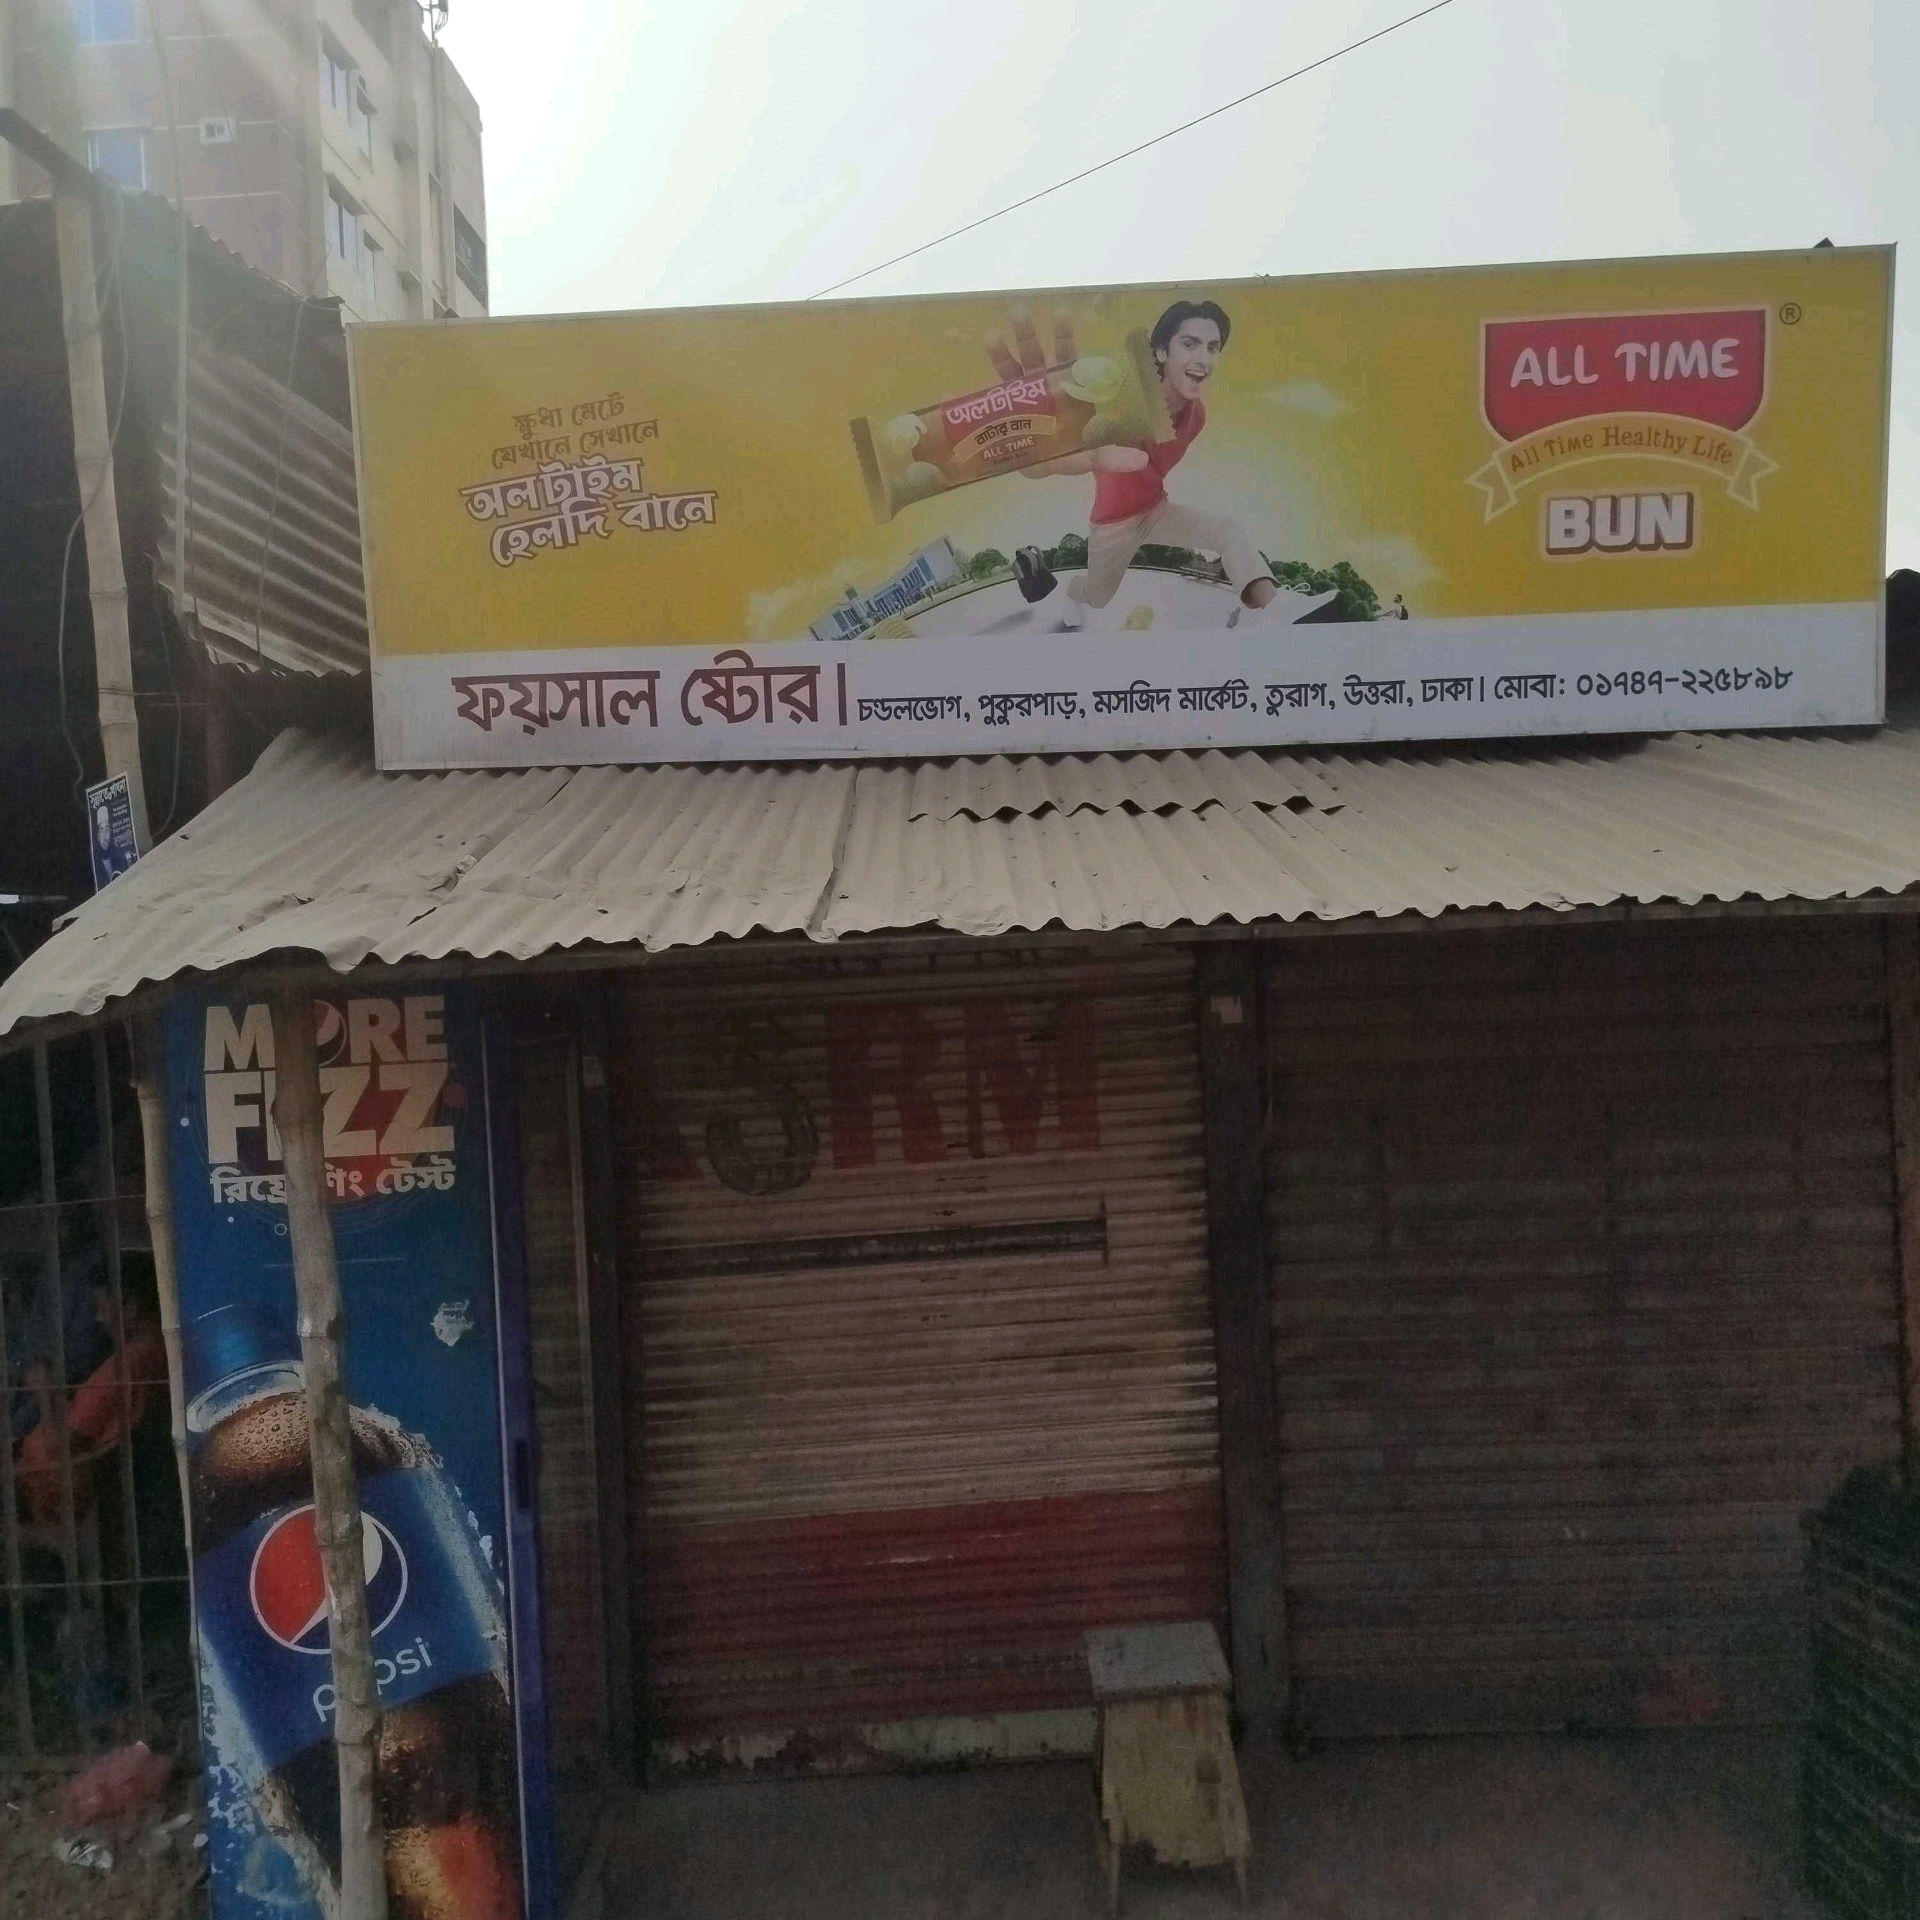 ক্ষুধা মেটে
যেখানে সেখানে
অলটাইম
হেলদি বানে
অলটাইম
বাটার বান
ALL TIME
ALL TIME
®
All Time Healthy Life
BUN
ফয়সাল ষ্টোর | চন্ডলভোগ, পুকুরপাড়, মসজিদ মার্কেট, তুরাগ, উত্তরা, ঢাকা। মোবা: ০১৭৪৭-২২৫৮৯৮
MORE
FIZZ
টেস্ট
KSRM
pepsi